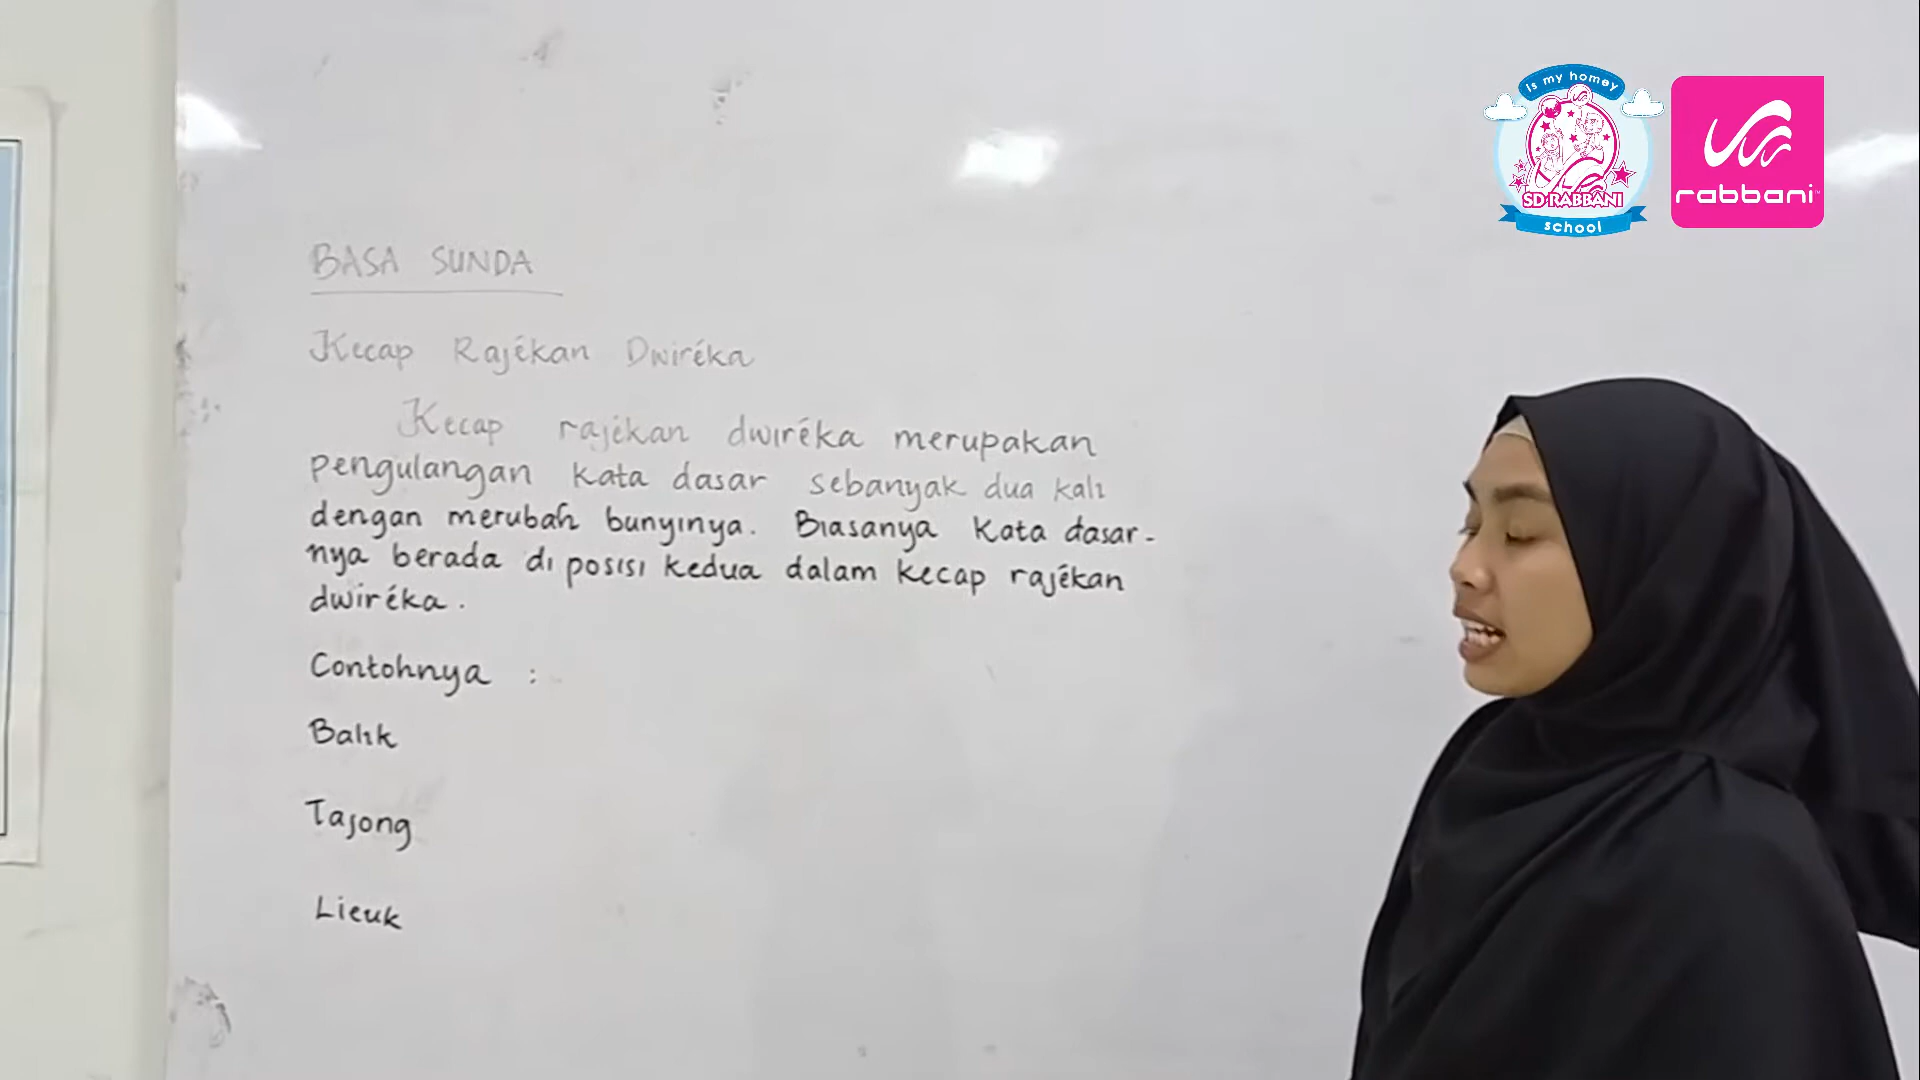 is my homey
SD RABBANI
school
rabbani
BASA SUNDA
Kecap Rajékan Dwiréka
Kecap rajékan dwiréka merupakan
pengulangan kata dasar sebanyak dua kali
dengan merubah bunyinya. Biasanya kata dasar-
nya berada di posisi kedua dalam kecap rajékan
dwiréka.
Contohnya :
Balik
Tajong
Lieuk